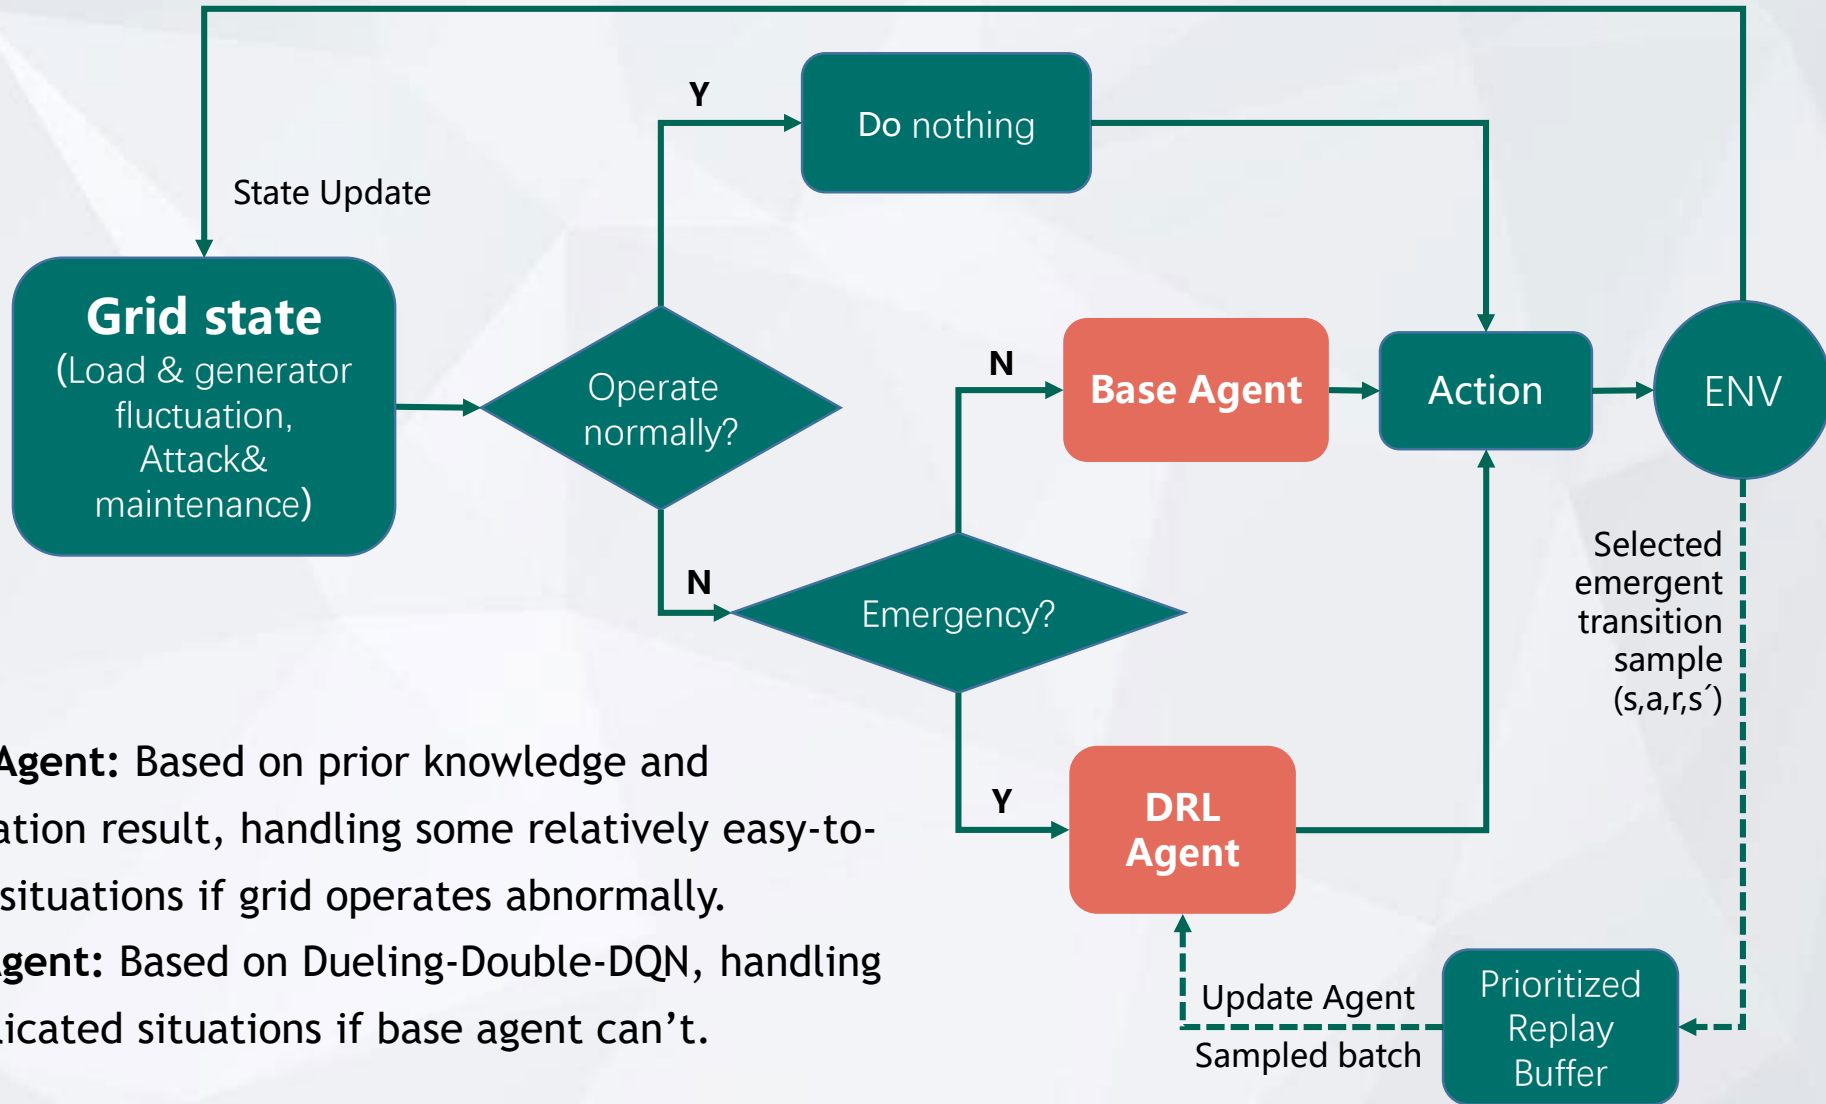 State Update
Grid state
(Load & generator
fluctuation,
Attack&
maintenance)
Operate
normally?
Y
Do nothing
N
Emergency?
N
Base Agent
Action
ENV
Y
DRL
Agent
Selected
emergent
transition
sample
(s,a,r,s´)
Prioritized
Replay
Buffer
Update Agent
Sampled batch
Agent: Based on prior knowledge and
result, handling some relatively easy-to-
situations if grid operates abnormally.
Based on Dueling-Double-DQN, handling
situations if base agent can’t.